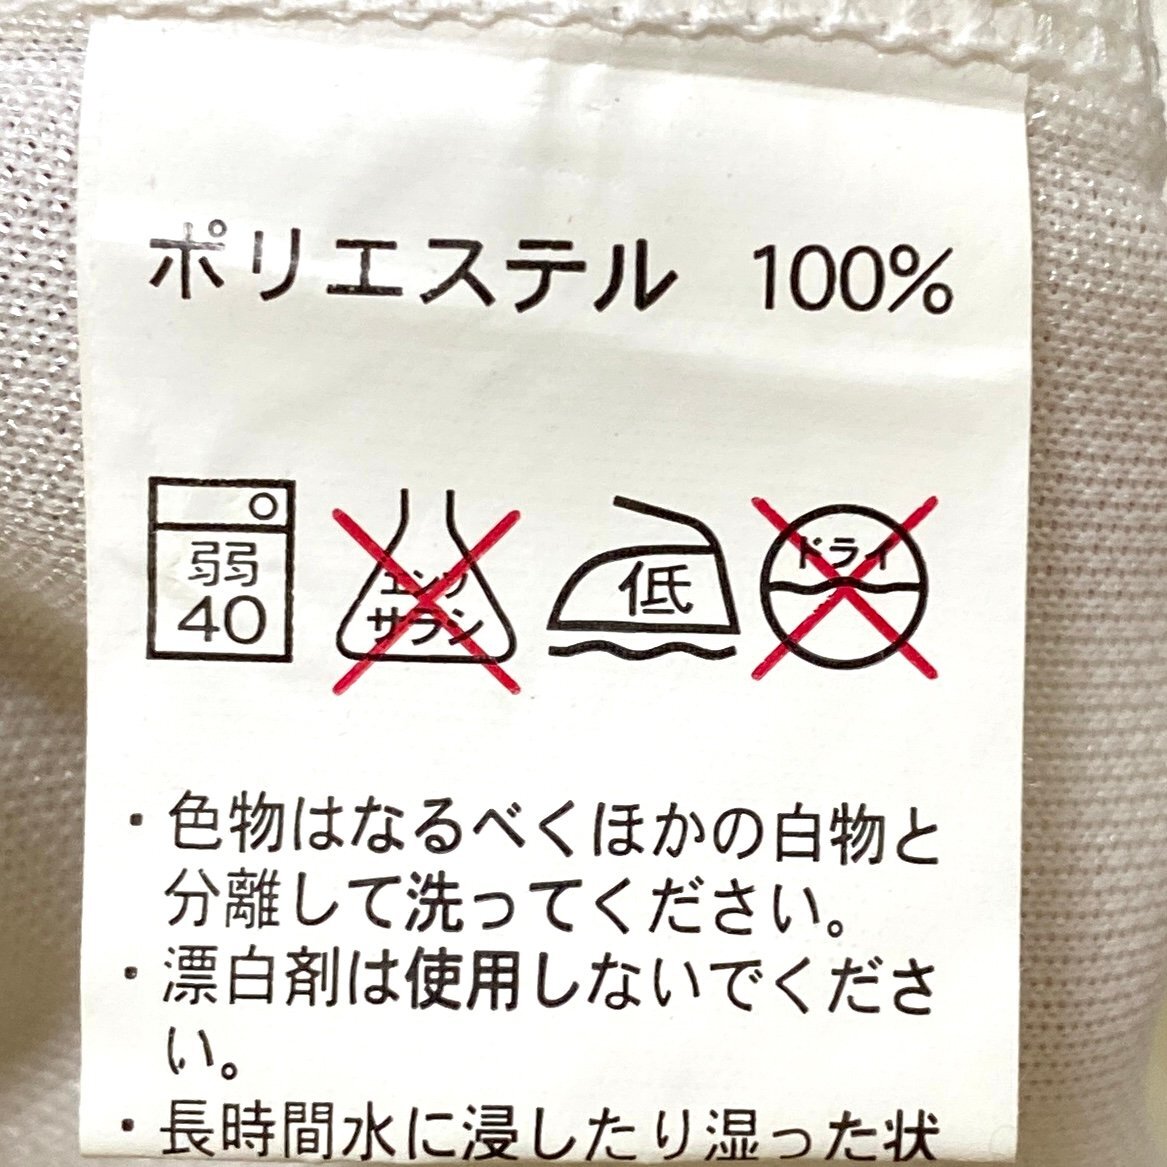 ポリエステル 100%
弱
40
エンソ
サラシ
低
ドライ
・色物はなるべくほかの白物と
分離して洗ってください。
・漂白剤は使用しないでくださ
い。
・長時間水に浸したり湿った状